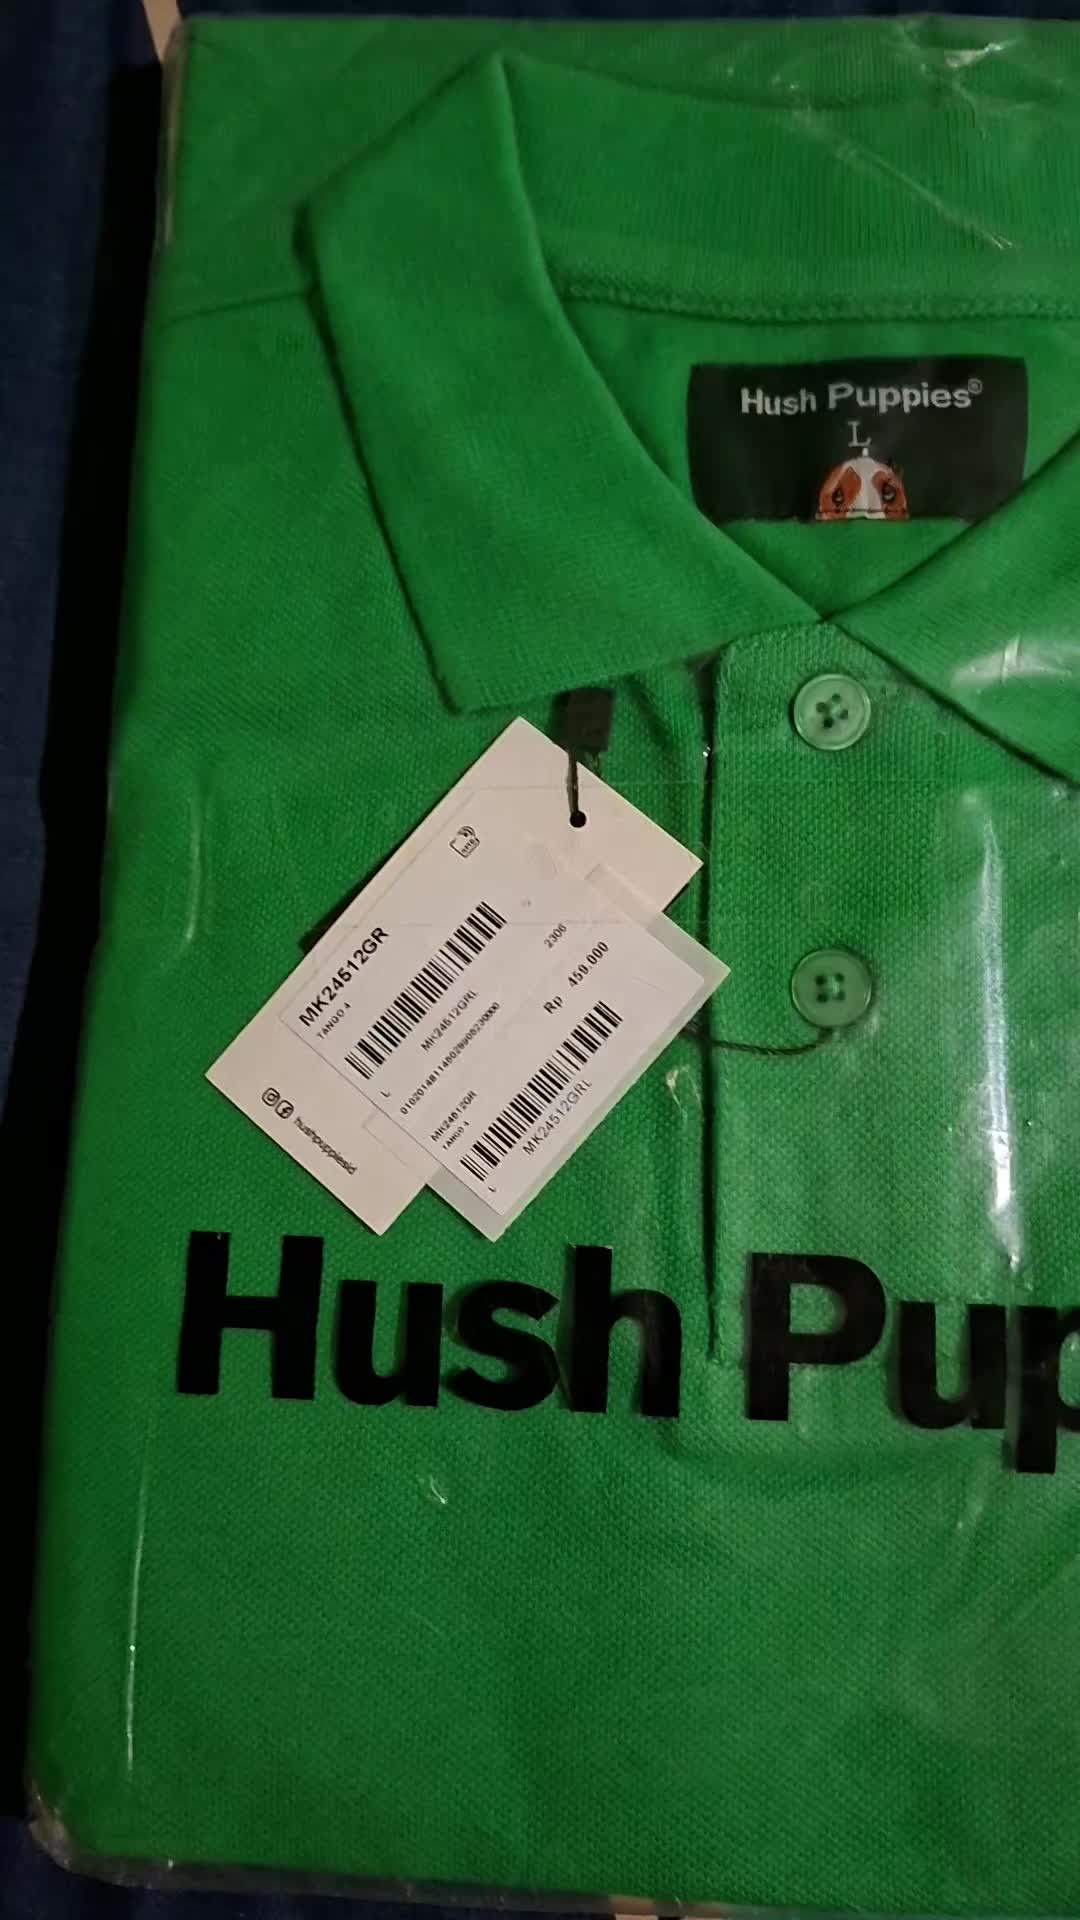 Hush Puppies®
L
MK24512GR
TANGO 4
MK24512GRL
L
2306
Rp 459.000
MK24512GR
TANGO 4
MK24512GRL
L
hushpuppiesid
Hush Pup